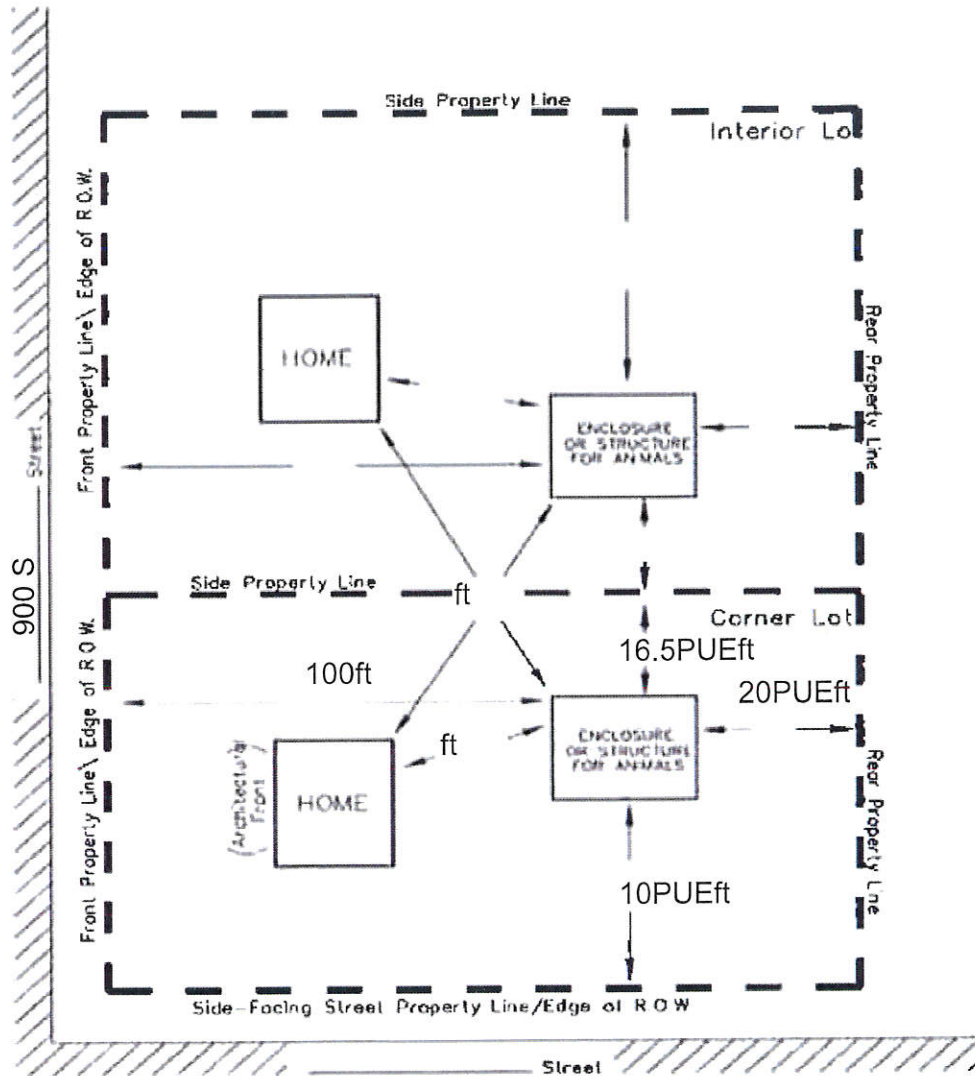 Side Property Line
Interior Lo
Front Property Line\ Edge of R.O.W.
Rear Property Line
HOME
ENCLOSURE
OR STRUCTURE
FOR ANIMALS
Street
900 S
Side Property Line
ft
Corner Lot
Front Property Line\ Edge of R O W.
100ft
16.5PUEft
20PUEft
ft
ENCLOSURE
OR STRUCTURE
FOR ANIMALS
(Architectural
Front)
HOME
Rear Property Line
10PUEft
Side-Facing Street Property Line/Edge of R O W
Street